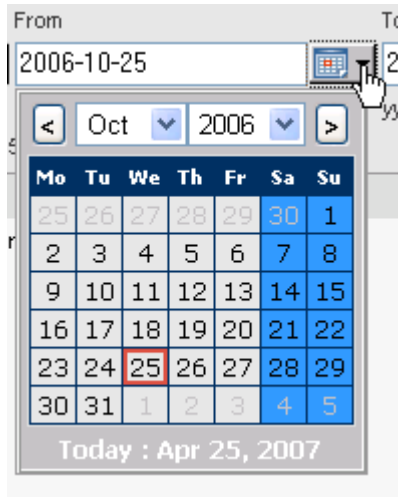 From
To
2006-10-25
2
yy
< Oct 2006 >
Mo Tu We Th Fr Sa Su
25 26 27 28 29 30 1
2 3 4 5 6 7 8
9 10 11 12 13 14 15
16 17 18 19 20 21 22
23 24 25 26 27 28 29
30 31 1 2 3 4 5
Today : Apr 25, 2007